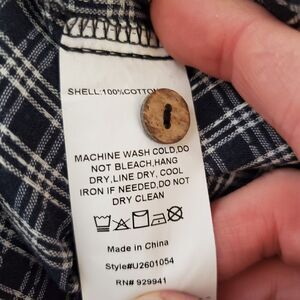 SHELL:100%COTTON
MACHINE WASH COLD,DO
NOT BLEACH,HANG
DRY,LINE DRY, COOL
IRON IF NEEDED,DO NOT
DRY CLEAN
Made in China
Style#U2601054
RN# 929941